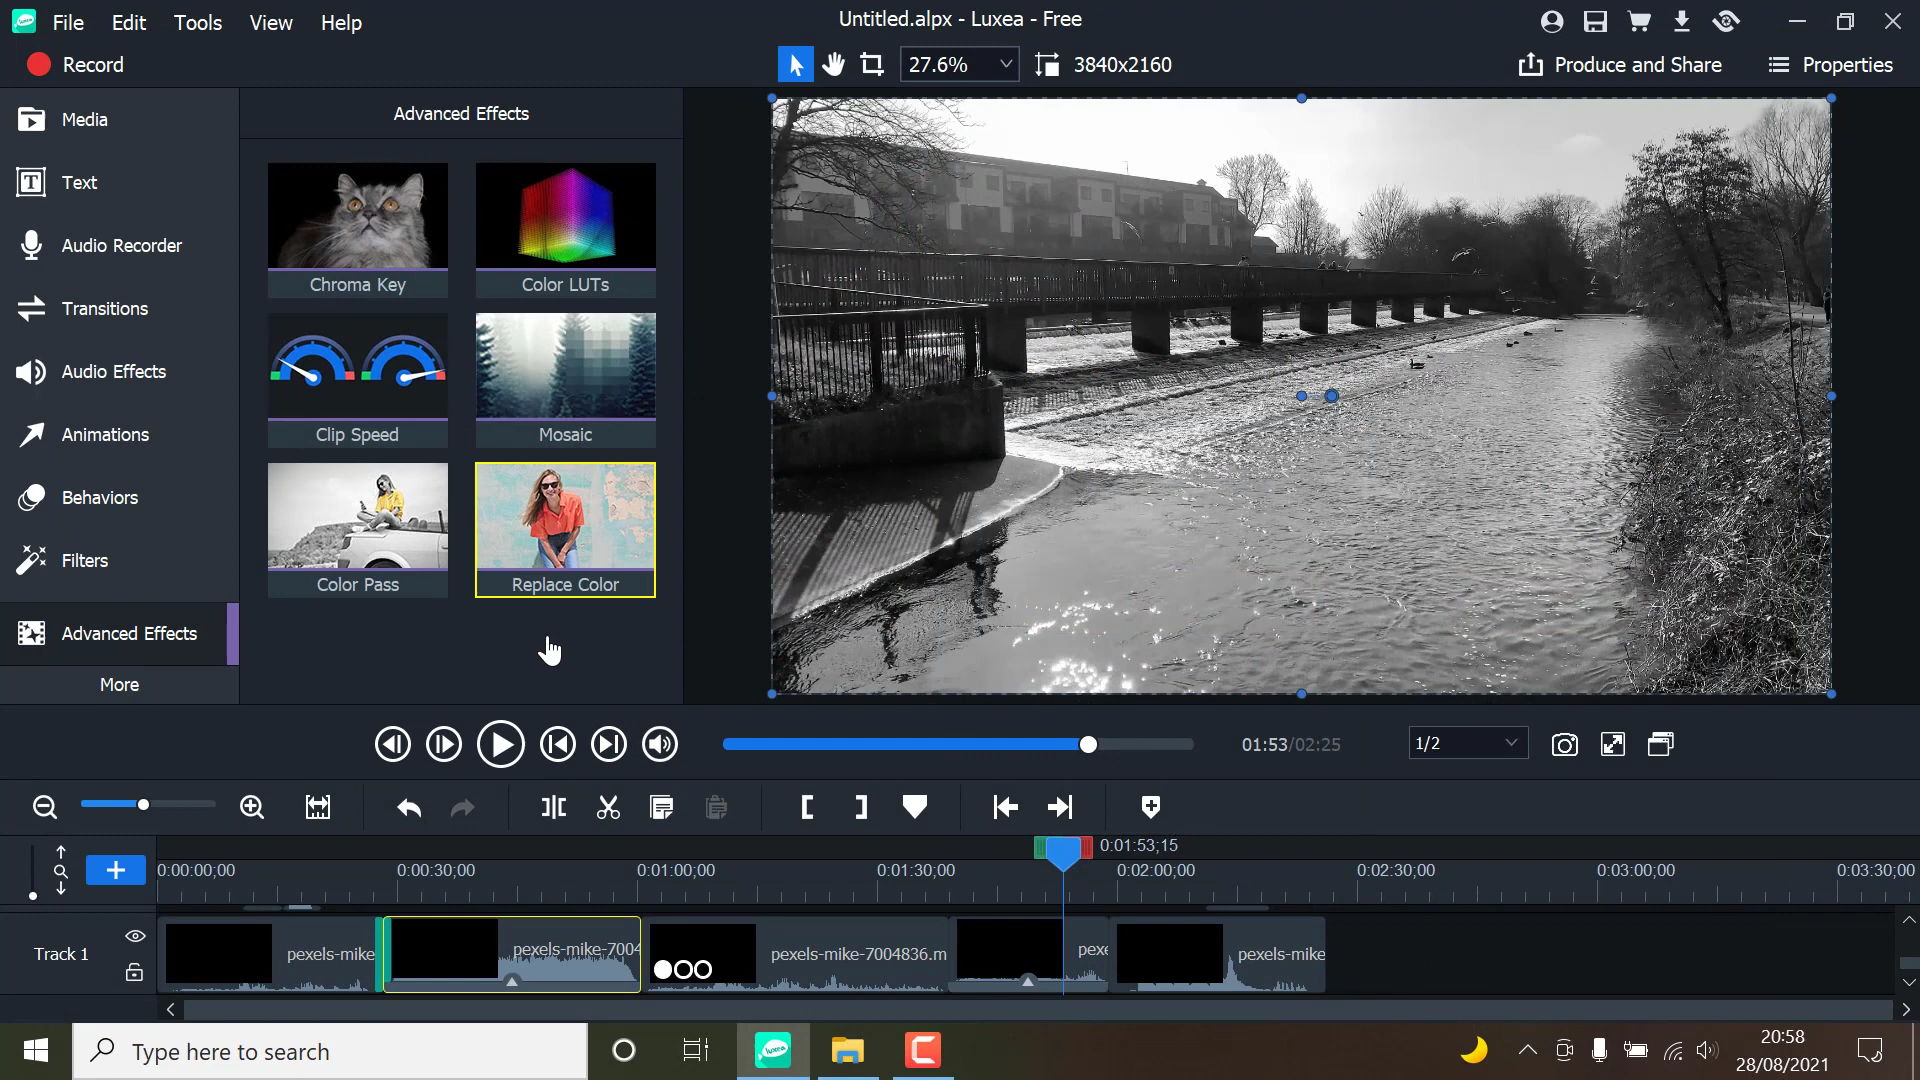 File Edit Tools View Help
Untitled.alpx - Luxea - Free
Record
27.6%
3840x2160
Produce and Share
Properties
Media
Text
Audio Recorder
Transitions
Audio Effects
Animations
Behaviors
Filters
Advanced Effects
More
Advanced Effects
Chroma Key
Color LUTs
Clip Speed
Mosaic
Color Pass
Replace Color
01:53/02:25
1/2
0:01:53;15
0:00:00;00 0:00:30;00 0:01:00;00 0:01:30;00 0:02:00;00 0:02:30;00 0:03:00;00 0:03:30;00
Track 1
pexels-mike
pexels-mike-7004
pexels-mike-7004836.m
pexe
pexels-mike
luxea
Type here to search
20:58
28/08/2021